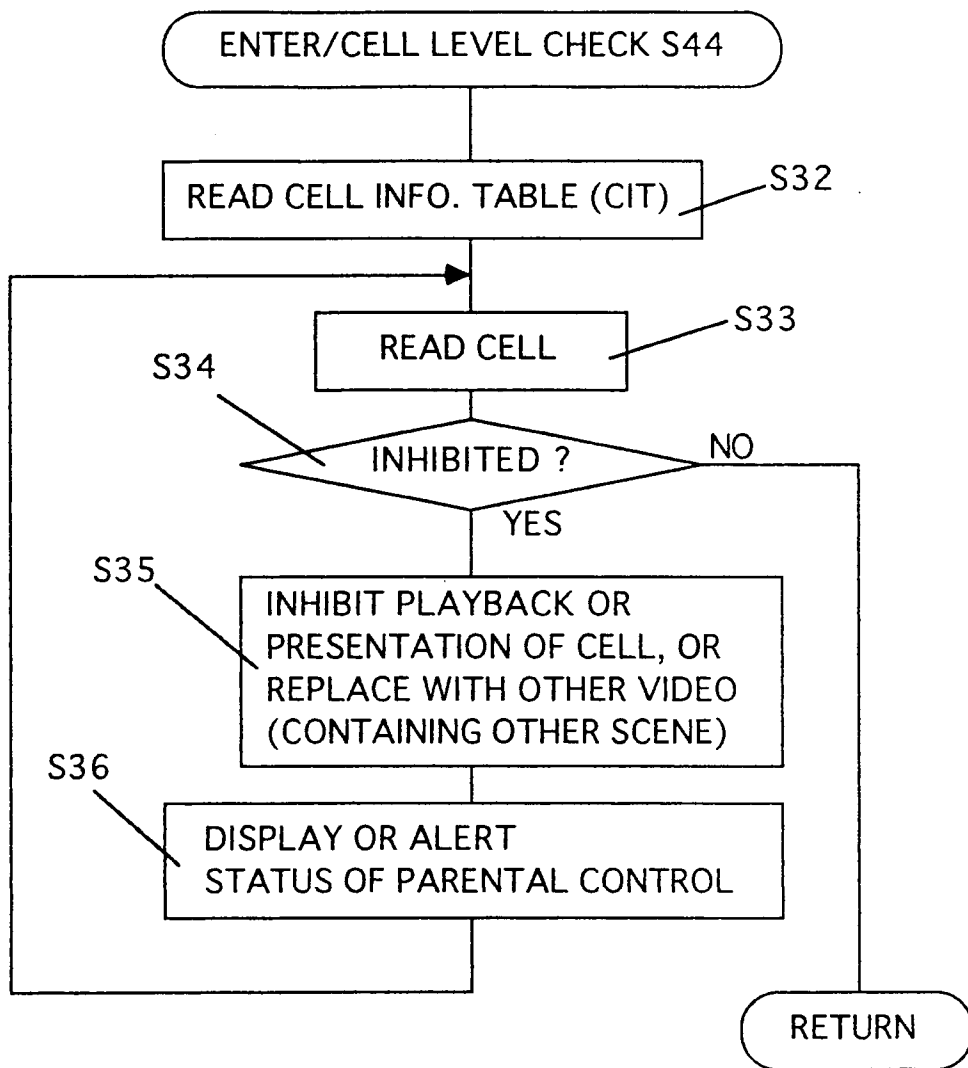 ENTER/CELL LEVEL CHECK S44
READ CELL INFO. TABLE (CIT)
S32
READ CELL
S33
S34
INHIBITED ?
NO
YES
S35
INHIBIT PLAYBACK OR
PRESENTATION OF CELL, OR
REPLACE WITH OTHER VIDEO
(CONTAINING OTHER SCENE)
S36
DISPLAY OR ALERT
STATUS OF PARENTAL CONTROL
RETURN